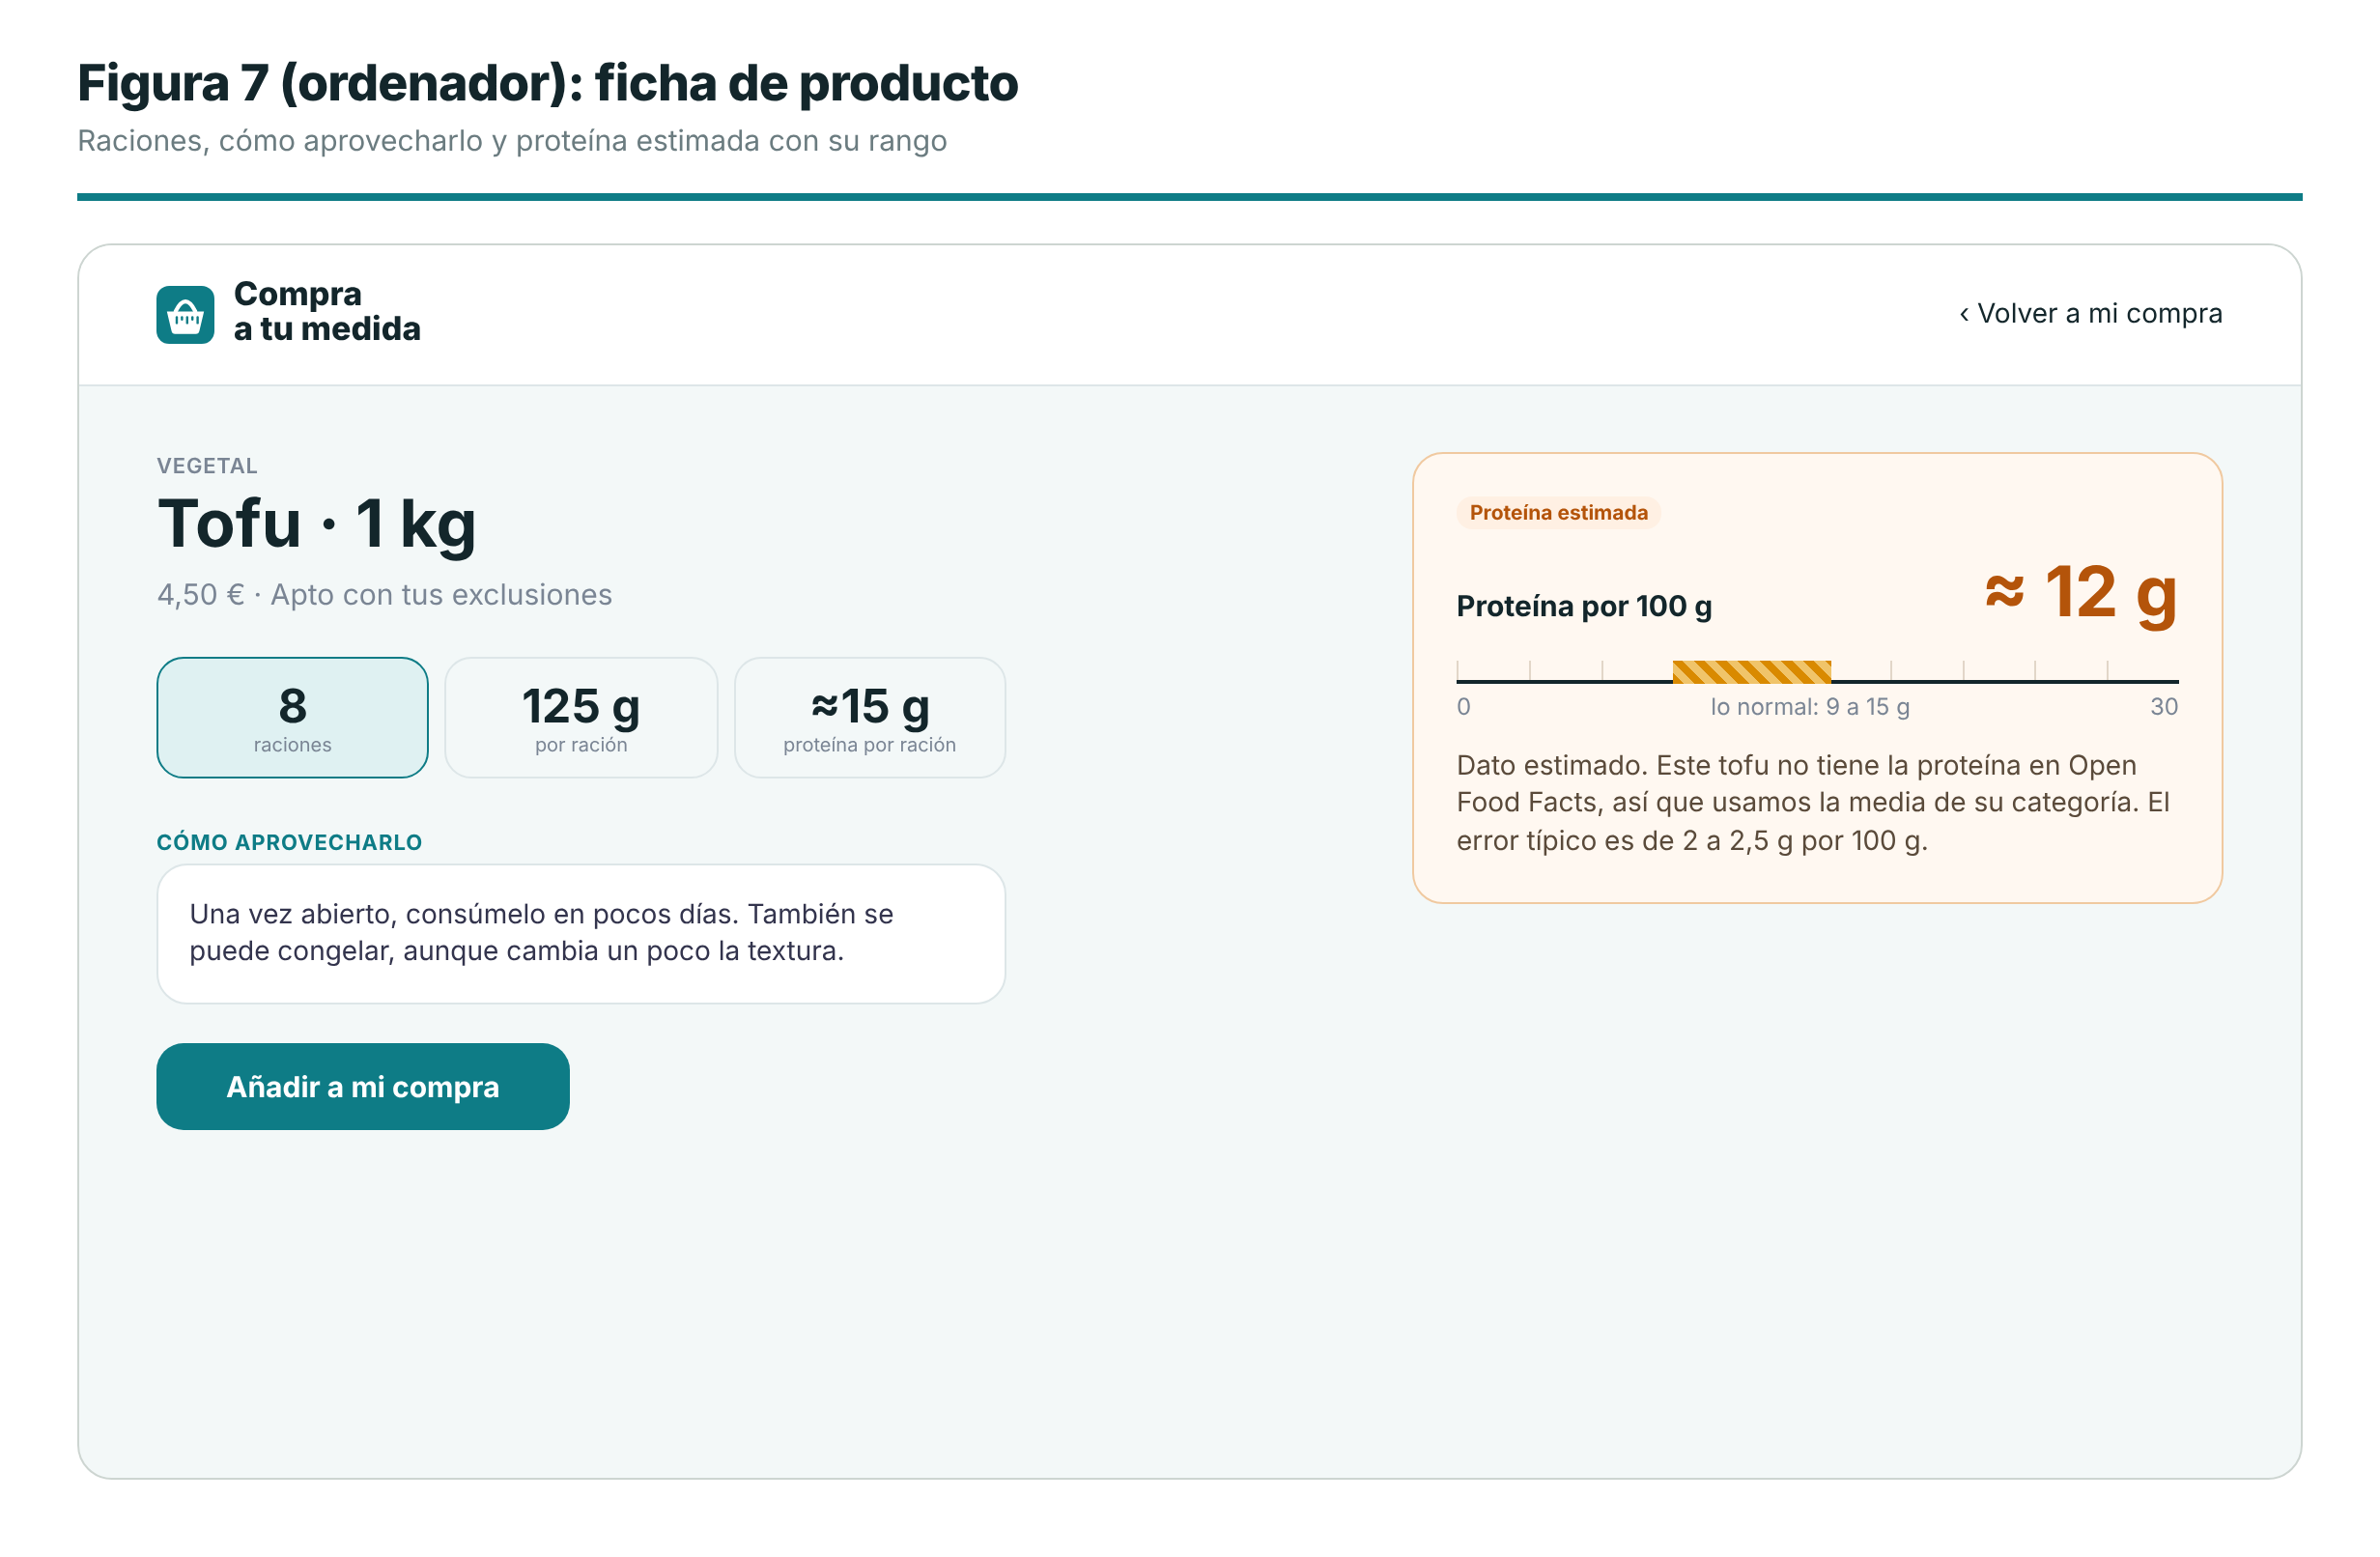 Figura 7 (ordenador): ficha de producto
Raciones, cómo aprovecharlo y proteína estimada con su rango
Compra
a tu medida
‹ Volver a mi compra
VEGETAL
Tofu · 1 kg
4,50 € · Apto con tus exclusiones
8
raciones
125 g
por ración
≈15 g
proteína por ración
CÓMO APROVECHARLO
Una vez abierto, consúmelo en pocos días. También se
puede congelar, aunque cambia un poco la textura.
Añadir a mi compra
Proteína estimada
Proteína por 100 g
≈ 12 g
0
lo normal: 9 a 15 g
30
Dato estimado. Este tofu no tiene la proteína en Open
Food Facts, así que usamos la media de su categoría. El
error típico es de 2 a 2,5 g por 100 g.